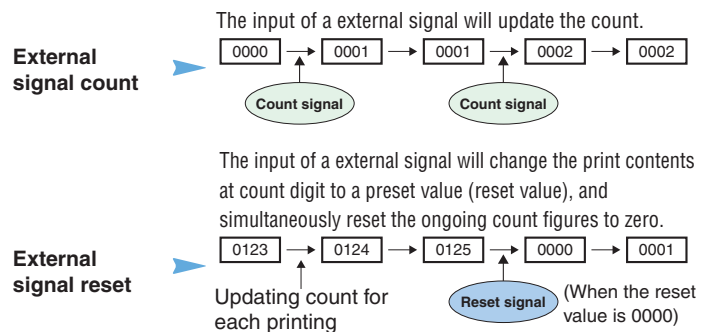 The input of a external signal will update the count.
External
signal count
0000 0001 0001 0002 0002
Count signal Count signal
The input of a external signal will change the print contents
at count digit to a preset value (reset value), and
simultaneously reset the ongoing count figures to zero.
External
signal reset
0123 0124 0125 0000 0001
Updating count for
each printing
Reset signal
(When the reset
value is 0000)